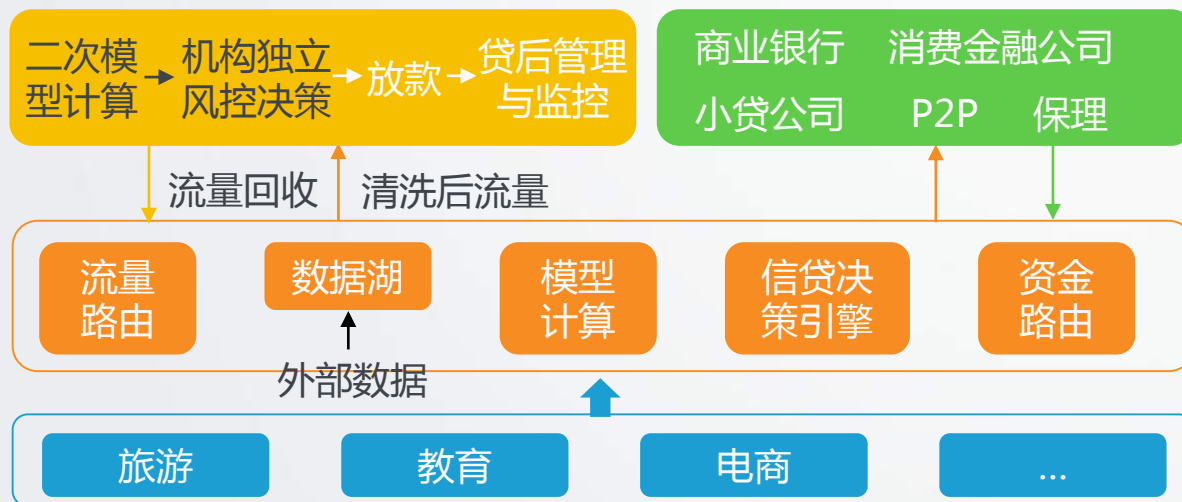 二次模
型计算
机构独立
风控决策
放款
贷后管理
与监控
商业银行
消费金融公司
小贷公司
P2P
保理
流量回收
清洗后流量
流量
路由
数据湖
模型
计算
信贷决
策引擎
资金
路由
外部数据
旅游
教育
电商
...